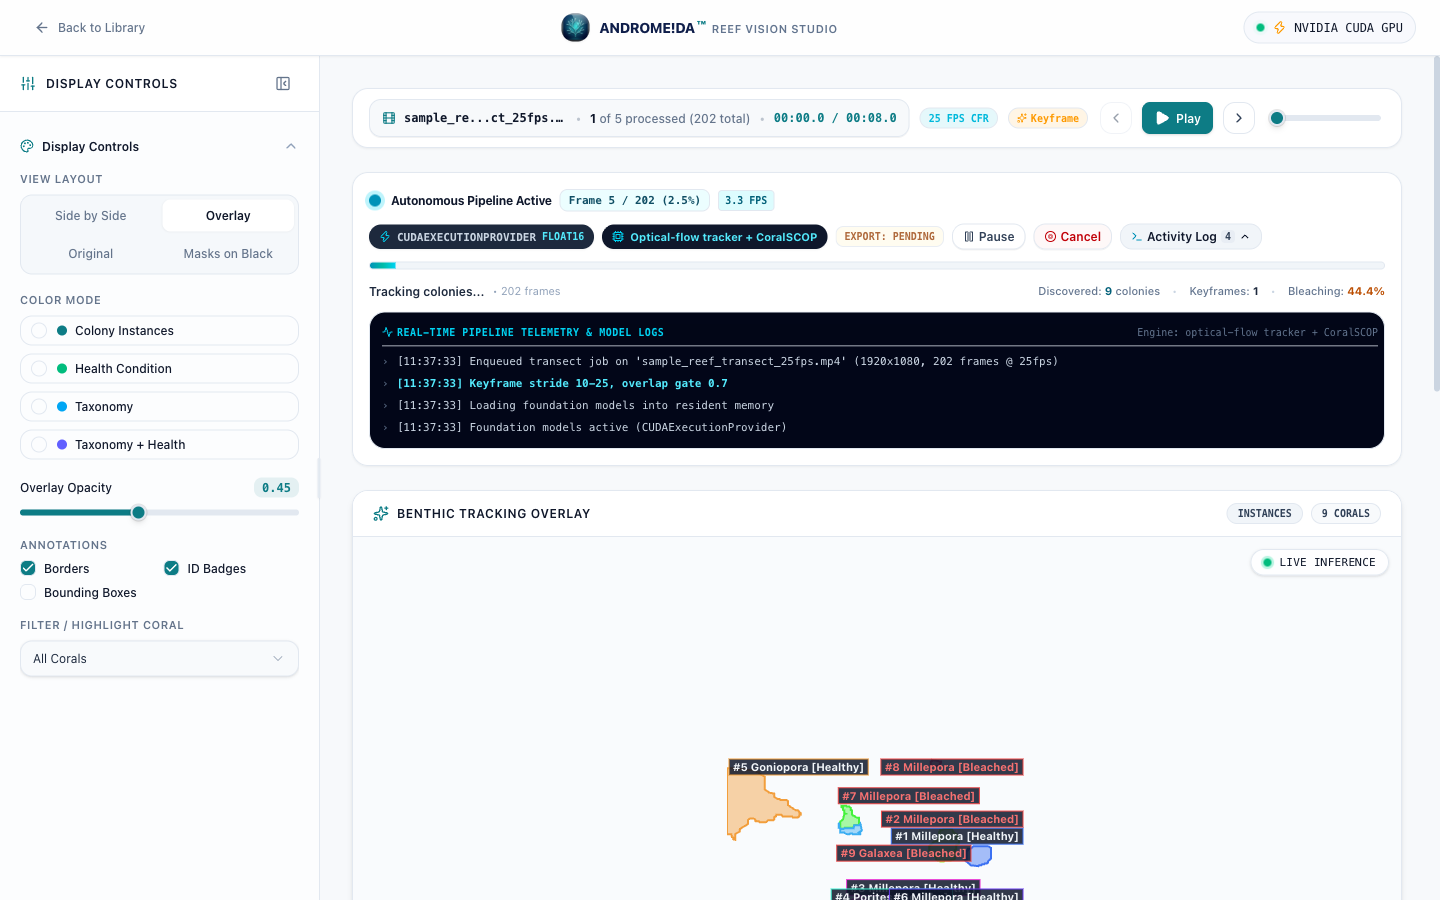 Back to Library
ANDROME!DA™ REEF VISION STUDIO
NVIDIA CUDA GPU
DISPLAY CONTROLS
Display Controls
VIEW LAYOUT
Side by Side
Overlay
Original
Masks on Black
COLOR MODE
Colony Instances
Health Condition
Taxonomy
Taxonomy + Health
Overlay Opacity 0.45
ANNOTATIONS
Borders
ID Badges
Bounding Boxes
FILTER / HIGHLIGHT CORAL
All Corals
sample_re...ct_25fps.… • 1 of 5 processed (202 total) • 00:00.0 / 00:08.0
25 FPS CFR
Keyframe
Play
Autonomous Pipeline Active
Frame 5 / 202 (2.5%)
3.3 FPS
CUDAEXECUTIONPROVIDER FLOAT16
Optical-flow tracker + CoralSCOP
EXPORT: PENDING
Pause
Cancel
Activity Log 4
Tracking colonies... • 202 frames
Discovered: 9 colonies • Keyframes: 1 • Bleaching: 44.4%
REAL-TIME PIPELINE TELEMETRY & MODEL LOGS
Engine: optical-flow tracker + CoralSCOP
› [11:37:33] Enqueued transect job on 'sample_reef_transect_25fps.mp4' (1920x1080, 202 frames @ 25fps)
› [11:37:33] Keyframe stride 10–25, overlap gate 0.7
› [11:37:33] Loading foundation models into resident memory
› [11:37:33] Foundation models active (CUDAExecutionProvider)
BENTHIC TRACKING OVERLAY
INSTANCES
9 CORALS
LIVE INFERENCE
#5 Goniopora [Healthy]
#8 Millepora [Bleached]
#7 Millepora [Bleached]
#2 Millepora [Bleached]
#1 Millepora [Healthy]
#9 Galaxea [Bleached]
#3 Millepora [Healthy]
#4 Porites
#6 Millepora [Healthy]